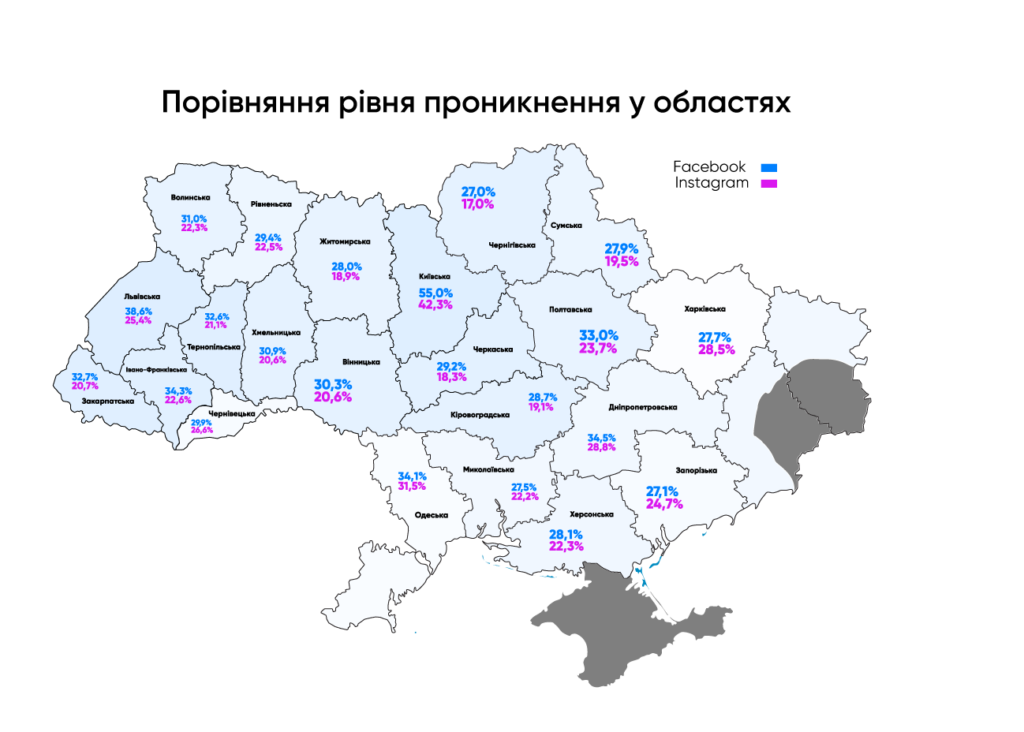 Порівняння рівня проникнення у областях
Facebook
Instagram
Волинська
31,0%
22,3%
Рівненьска
29,4%
22,5%
Житомирська
28,0%
18,9%
Київська
55,0%
42,3%
27,0%
17,0%
Чернігівська
Сумська
27,9%
19,5%
Львівська
38,6%
25,4%
32,6%
21,1%
Тернопільська
Хмельницька
30,9%
20,6%
Вінницька
30,3%
20,6%
Черкаська
29,2%
18,3%
Полтавська
33,0%
23,7%
Харківська
27,7%
28,5%
32,7%
20,7%
Закарпатська
Івано-Франківська
34,3%
22,6%
Чернівецька
29,9%
26,6%
28,7%
19,1%
Кіровоградська
Дніпропетровська
34,5%
28,8%
34,1%
31,5%
Одеська
Миколаївська
27,5%
22,2%
Запорізька
27,1%
24,7%
Херсонська
28,1%
22,3%